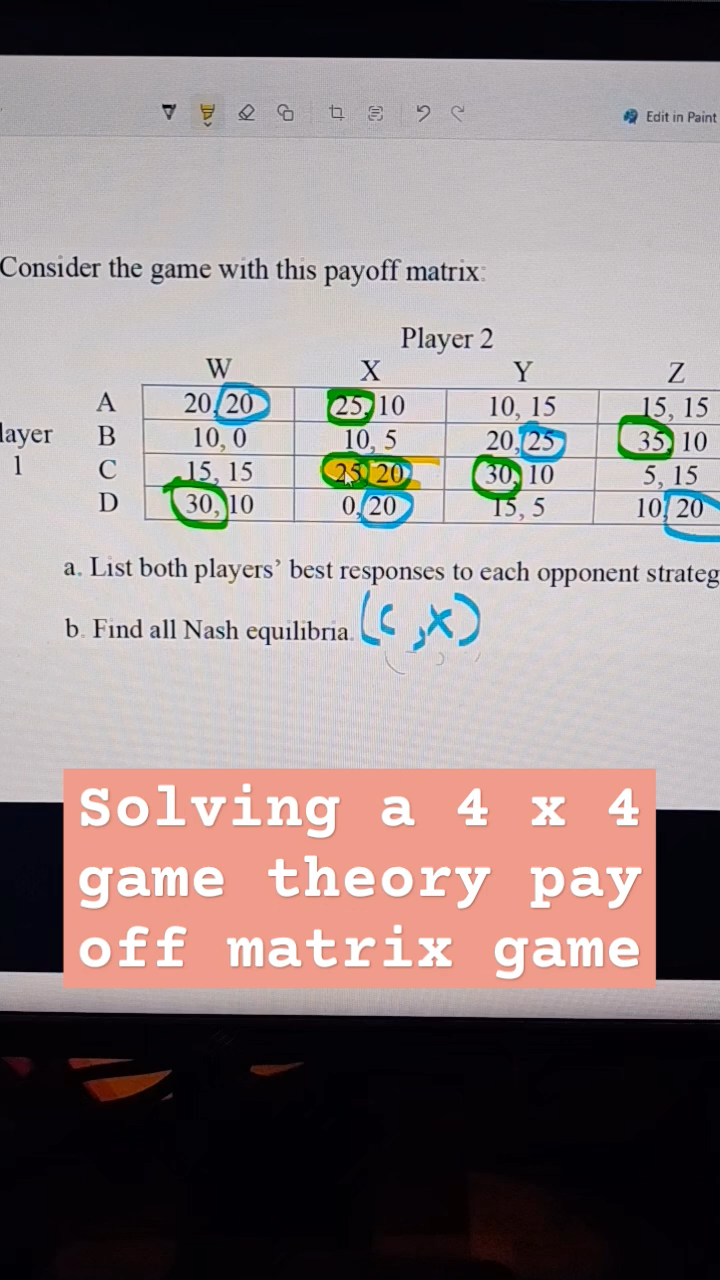 Edit in Paint
Consider the game with this payoff matrix:
Player 2
W X Y Z
A 20, 20 25, 10 10, 15 15, 15
layer B 10, 0 10, 5 20, 25 35, 10
1 C 15, 15 25, 20 30, 10 5, 15
D 30, 10 0, 20 15, 5 10, 20
a. List both players' best responses to each opponent strateg
b. Find all Nash equilibria. (C, X)
Solving a 4 x 4
game theory pay
off matrix game